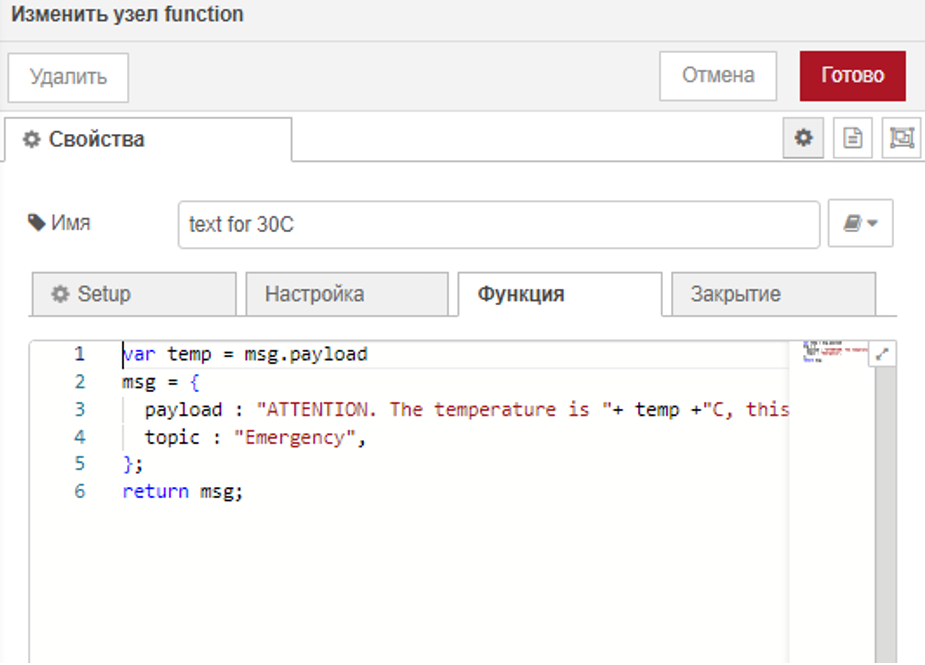 Изменить узел function
Удалить
Отмена
Готово
Свойства
Имя
text for 30C
Setup
Настройка
Функция
Закрытие
1 var temp = msg.payload
2 msg = {
3 payload : "ATTENTION. The temperature is "+ temp +"C, this
4 topic : "Emergency",
5 };
6 return msg;